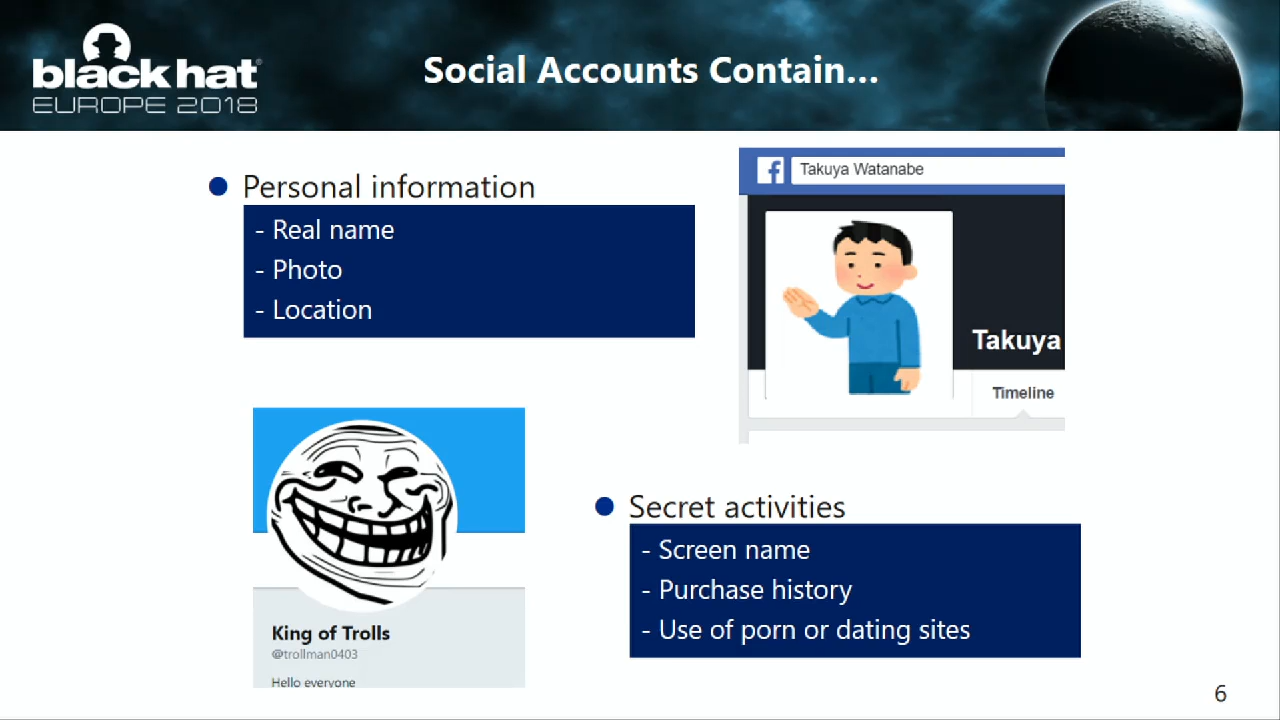 black hat
EUROPE 2018
Social Accounts Contain...
Personal information
- Real name
- Photo
- Location
f
Takuya Watanabe
Takuya
Timeline
King of Trolls
@trollman0403
Hello everyone
Secret activities
- Screen name
- Purchase history
- Use of porn or dating sites
6